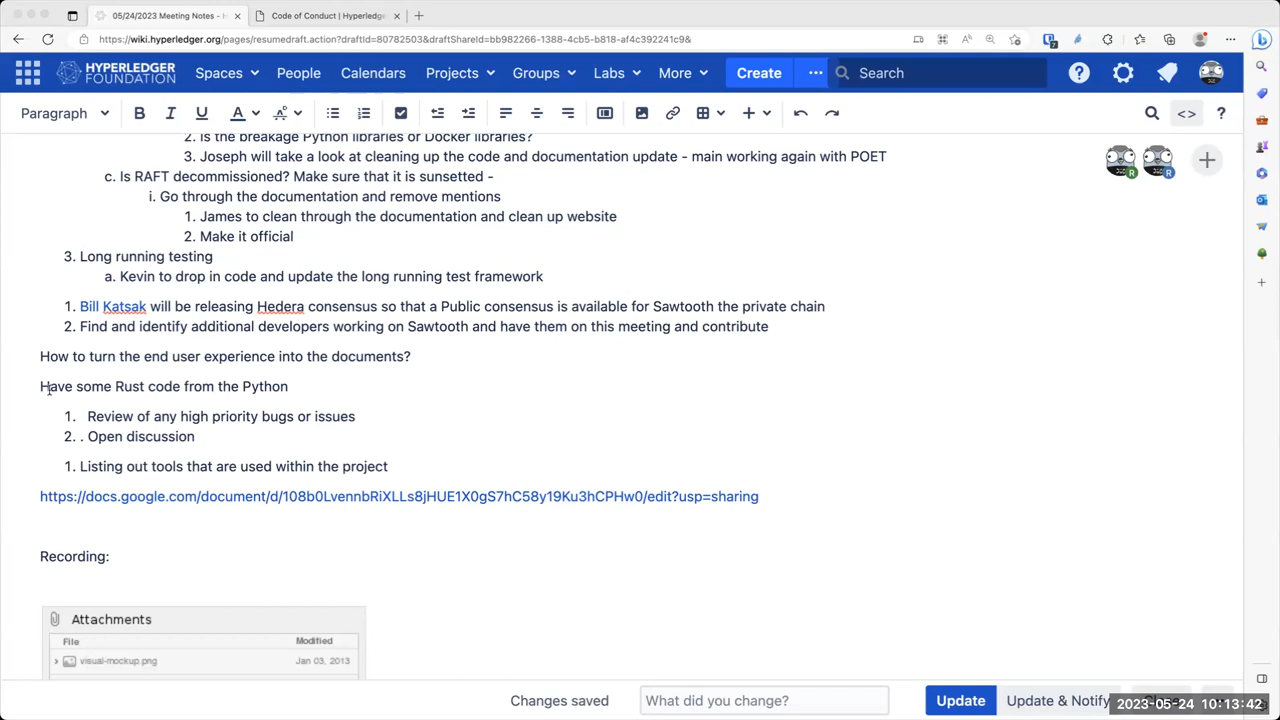 05/24/2023 Meeting Notes - H
Code of Conduct | Hyperledge
https://wiki.hyperledger.org/pages/resumedraft.action?draftId=80782503&draftShareId=bb982266-1388-4cb5-b818-af4c392241c9&
HYPERLEDGER FOUNDATION
Spaces People Calendars Projects Groups Labs More Create ... Search
Paragraph B I U A
2. Is the breakage Python libraries or Docker libraries?
3. Joseph will take a look at cleaning up the code and documentation update - main working again with POET
c. Is RAFT decommissioned? Make sure that it is sunsetted -
i. Go through the documentation and remove mentions
1. James to clean through the documentation and clean up website
2. Make it official
3. Long running testing
a. Kevin to drop in code and update the long running test framework
1. Bill Katsak will be releasing Hedera consensus so that a Public consensus is available for Sawtooth the private chain
2. Find and identify additional developers working on Sawtooth and have them on this meeting and contribute
How to turn the end user experience into the documents?
Have some Rust code from the Python
1. Review of any high priority bugs or issues
2. . Open discussion
1. Listing out tools that are used within the project
https://docs.google.com/document/d/108b0LvennbRiXLLs8jHUE1X0gS7hC58y19Ku3hCPHw0/edit?usp=sharing
Recording:
Attachments
File Modified
visual-mockup.png Jan 03, 2013
Changes saved What did you change? Update Update & Notify
2023-05-24 10:13:42